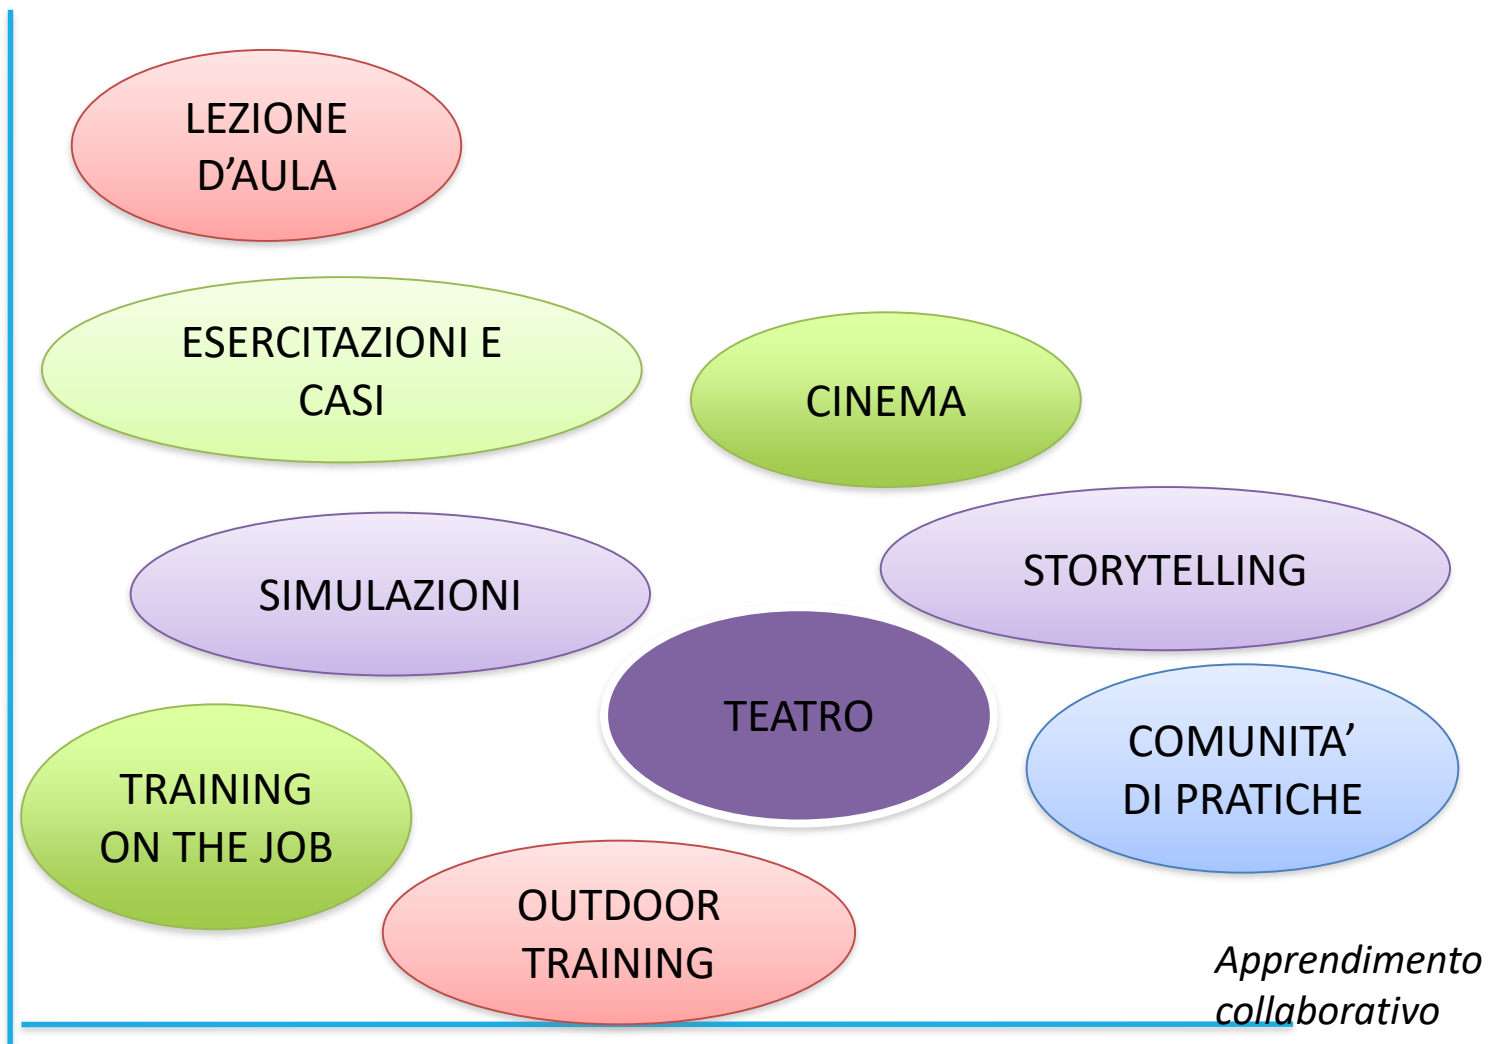 LEZIONE
D’AULA
ESERCITAZIONI E
CASI
CINEMA
STORYTELLING
SIMULAZIONI
TEATRO
COMUNITA’
DI PRATICHE
TRAINING
ON THE JOB
OUTDOOR
TRAINING
Apprendimento
collaborativo